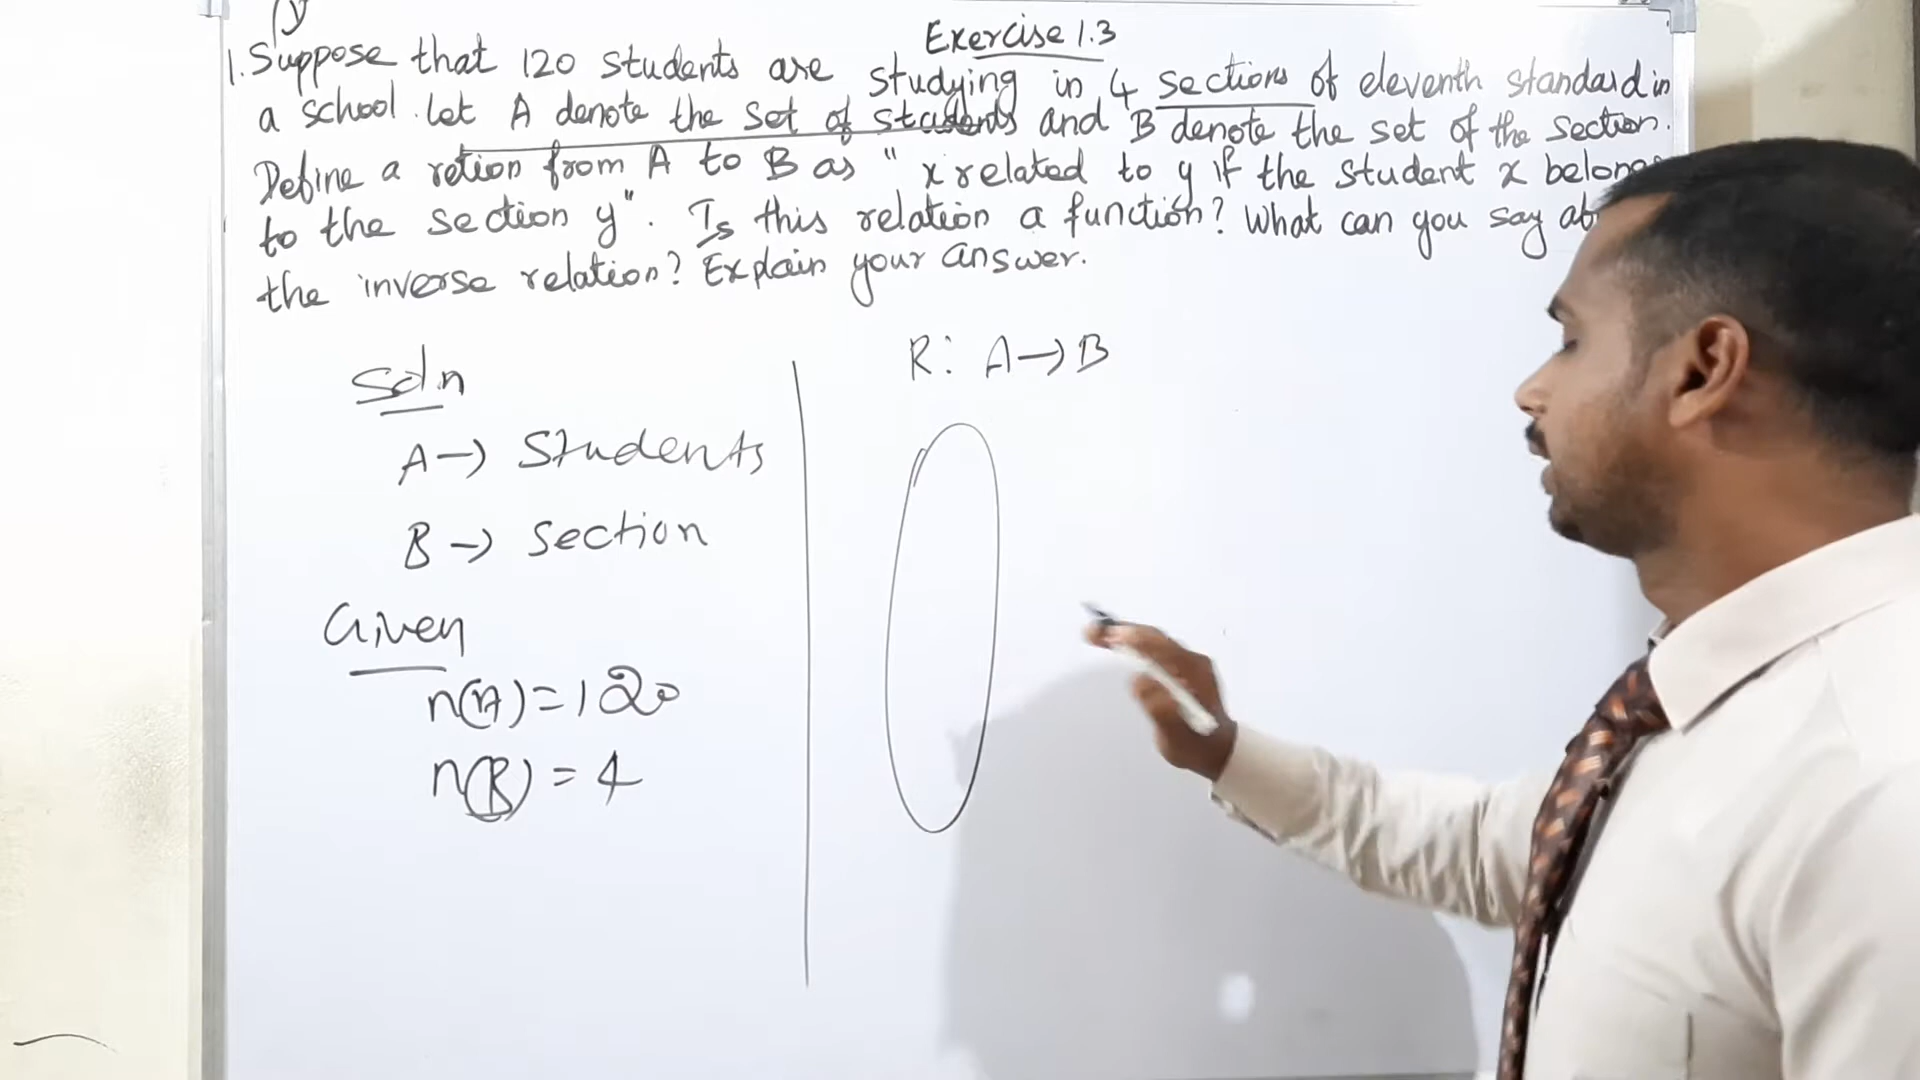 Exercise 1.3
1. Suppose that 120 students are studying in 4 sections of eleventh standard in
a school. Let A denote the set of students and B denote the set of the section.
Define a retion from A to B as " x related to y if the student x belong
to the section y". Is this relation a function? What can you say
the inverse relation? Explain your answer.
Soln
A → Students
B → Section
Given
n(A) = 120
n(B) = 4
R: A → B